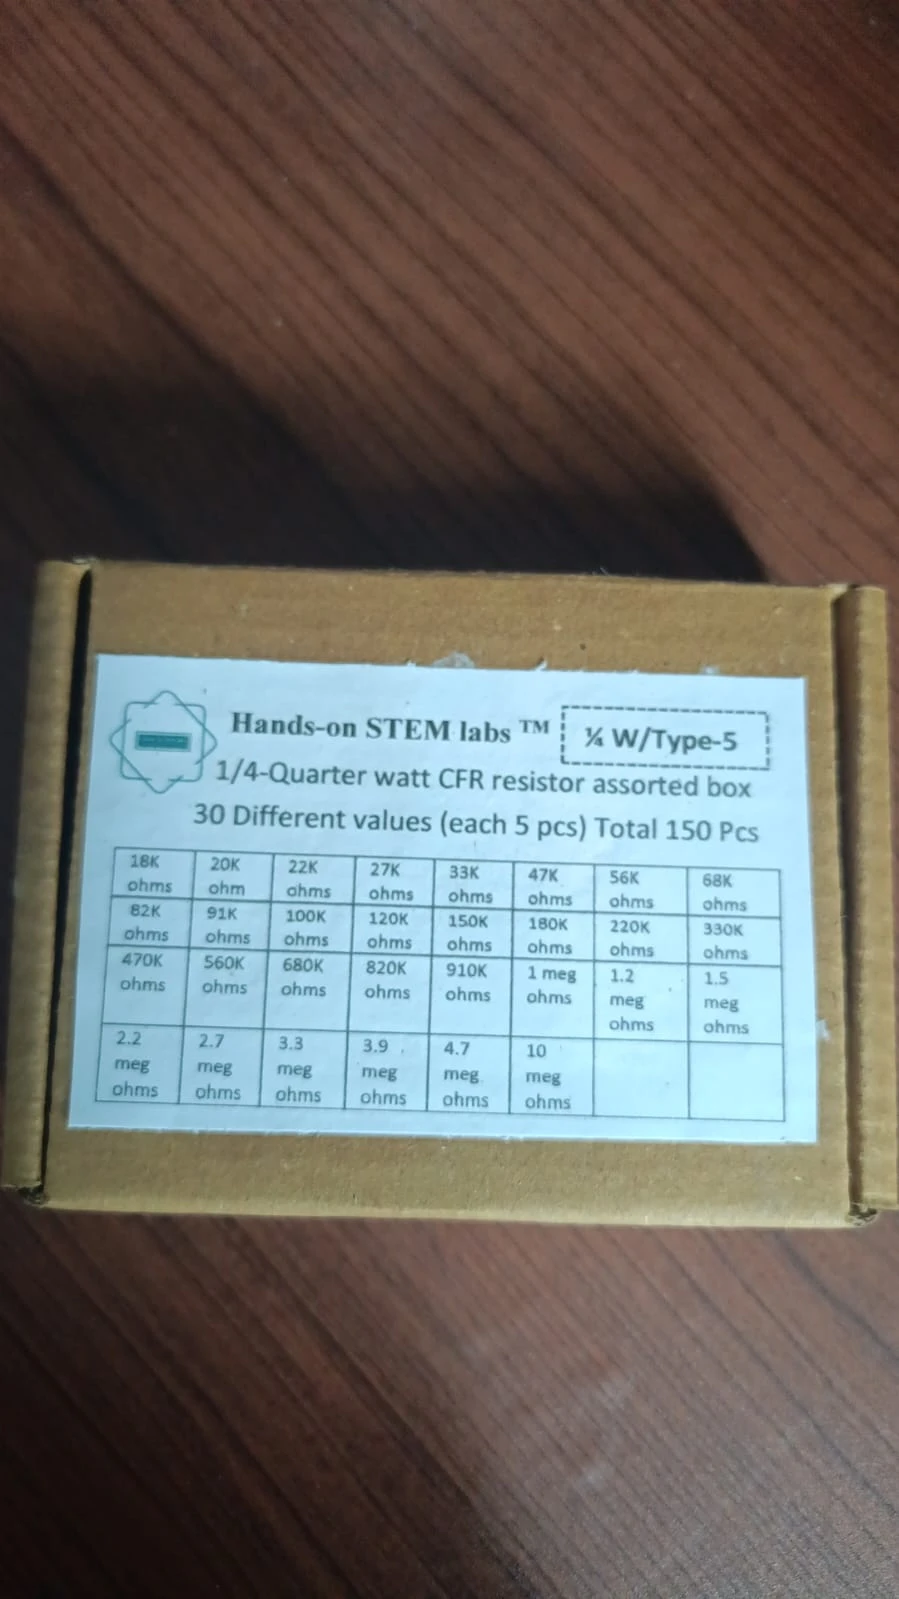 Hands-on STEM labs ™
¼ W/Type-5
1/4-Quarter watt CFR resistor assorted box
30 Different values (each 5 pcs) Total 150 Pcs
18K ohms 20K ohm 22K ohms 27K ohms 33K ohms 47K ohms 56K ohms 68K ohms
82K ohms 91K ohms 100K ohms 120K ohms 150K ohms 180K ohms 220K ohms 330K ohms
470K ohms 560K ohms 680K ohms 820K ohms 910K ohms 1 meg ohms 1.2 meg ohms 1.5 meg ohms
2.2 meg ohms 2.7 meg ohms 3.3 meg ohms 3.9 meg ohms 4.7 meg ohms 10 meg ohms